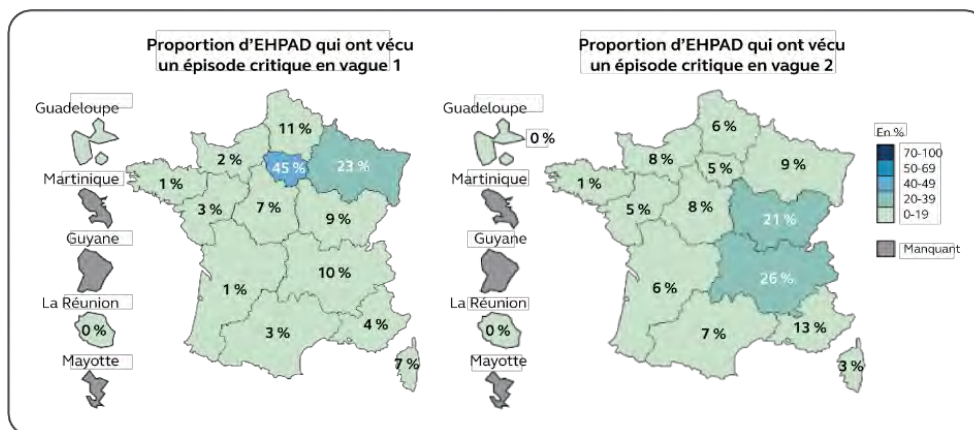 Proportion d'EHPAD qui ont vécu
un épisode critique en vague 1
Guadeloupe
Martinique
Guyane
La Réunion
0 %
Mayotte
11 %
2 %
45 %
23 %
1 %
3 %
7 %
9 %
10 %
1 %
3 %
4 %
7 %
Proportion d'EHPAD qui ont vécu
un épisode critique en vague 2
Guadeloupe
0 %
Martinique
Guyane
La Réunion
0 %
Mayotte
6 %
8 %
5 %
9 %
1 %
5 %
8 %
21 %
26 %
6 %
7 %
13 %
3 %
En %
70-100
50-69
40-49
20-39
0-19
Manquant